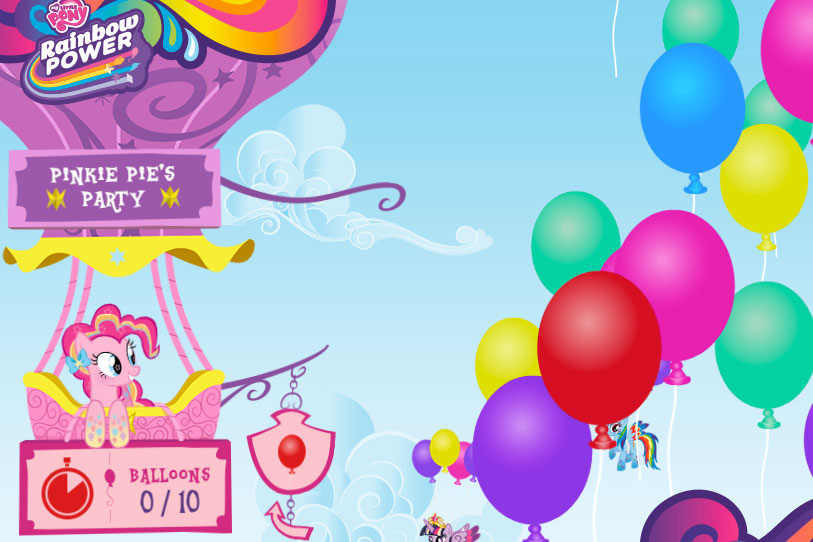 MY LITTLE
PONY
Rainbow
POWER
PINKIE PIE'S
PARTY
BALLOONS
0 / 10